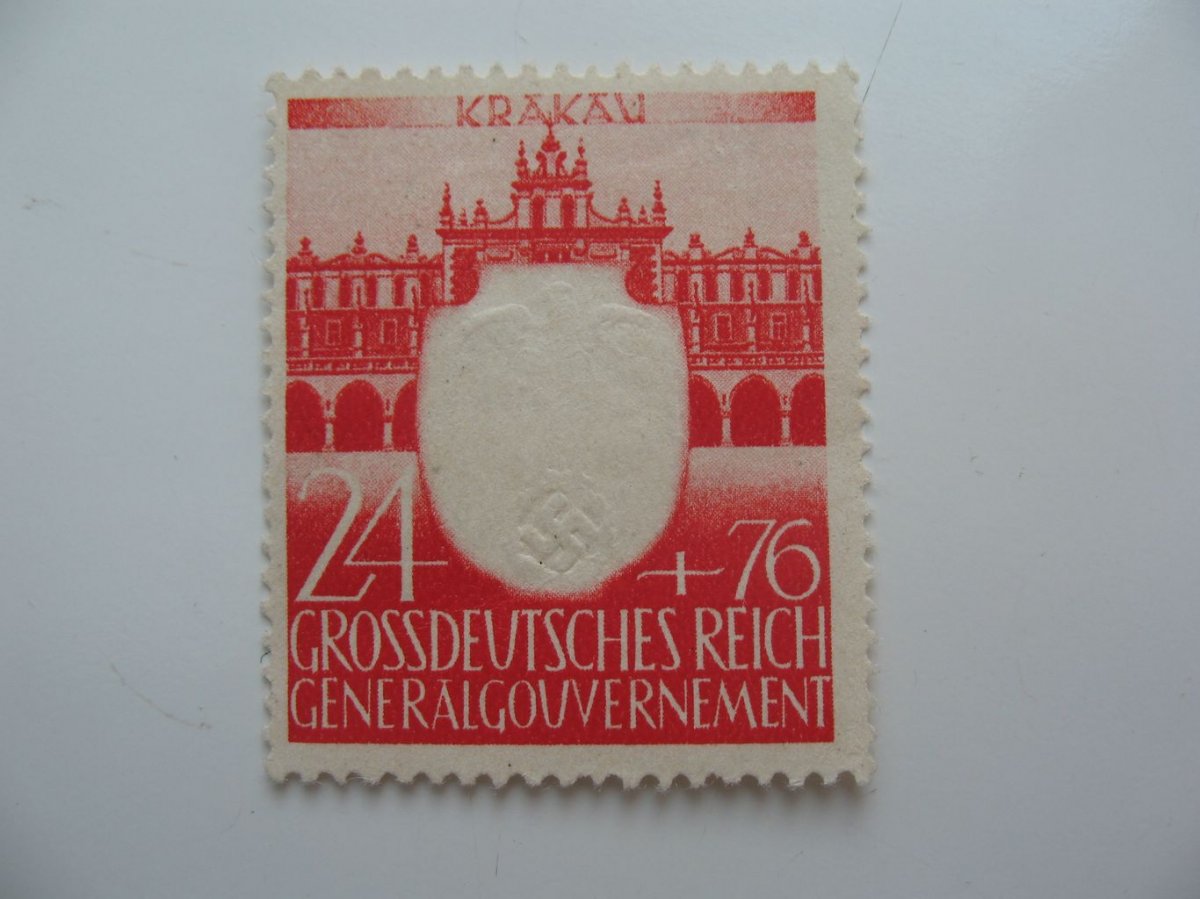 KRAKAU
24 + 76
GROSSDEUTSCHES REICH
GENERALGOUVERNEMENT